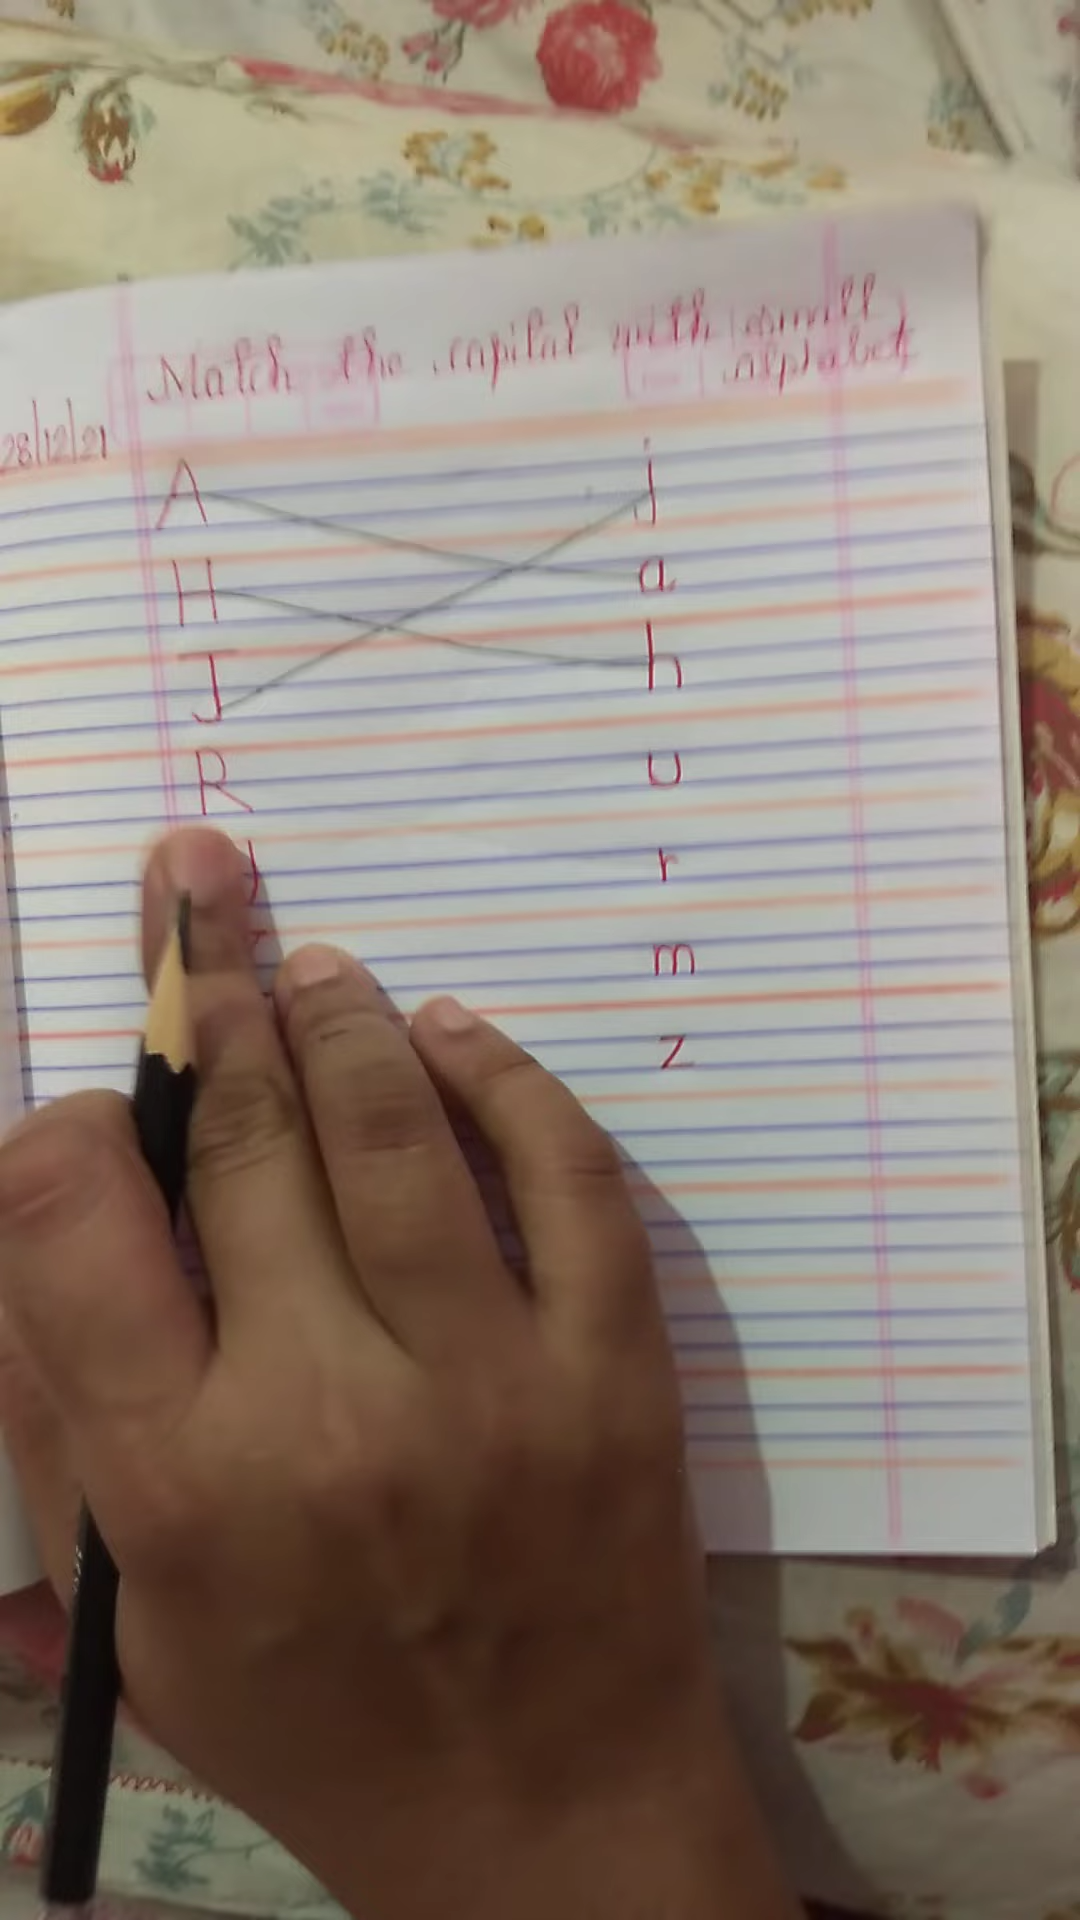 Match the capital with small
alphabet
28/12/21
A j
H a
J h
R u
r
m
z